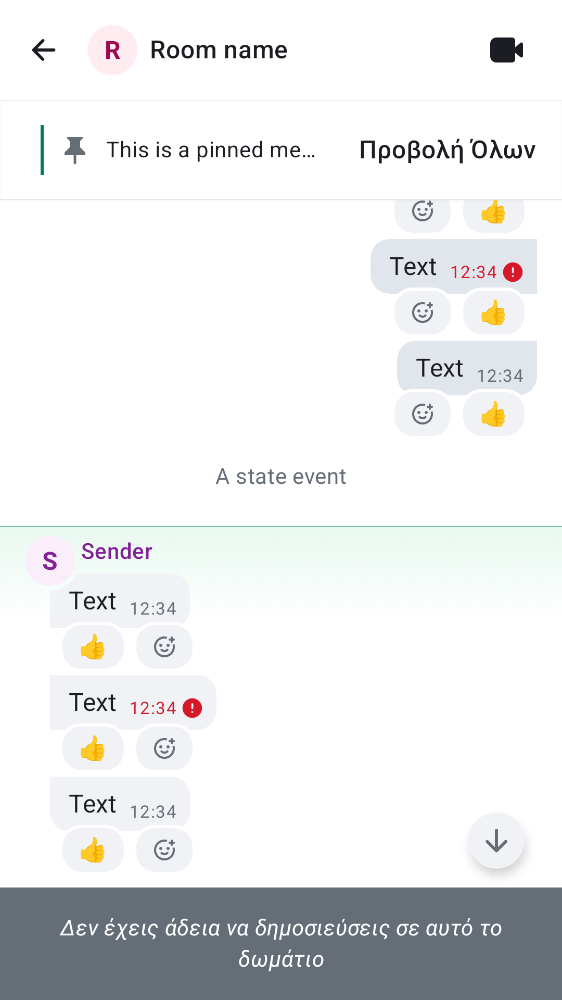 R Room name
This is a pinned me... Προβολή Όλων
👍
Text 12:34
👍
Text 12:34
👍
A state event
S Sender
Text 12:34
👍
Text 12:34
👍
Text 12:34
👍
Δεν έχεις άδεια να δημοσιεύσεις σε αυτό το
δωμάτιο